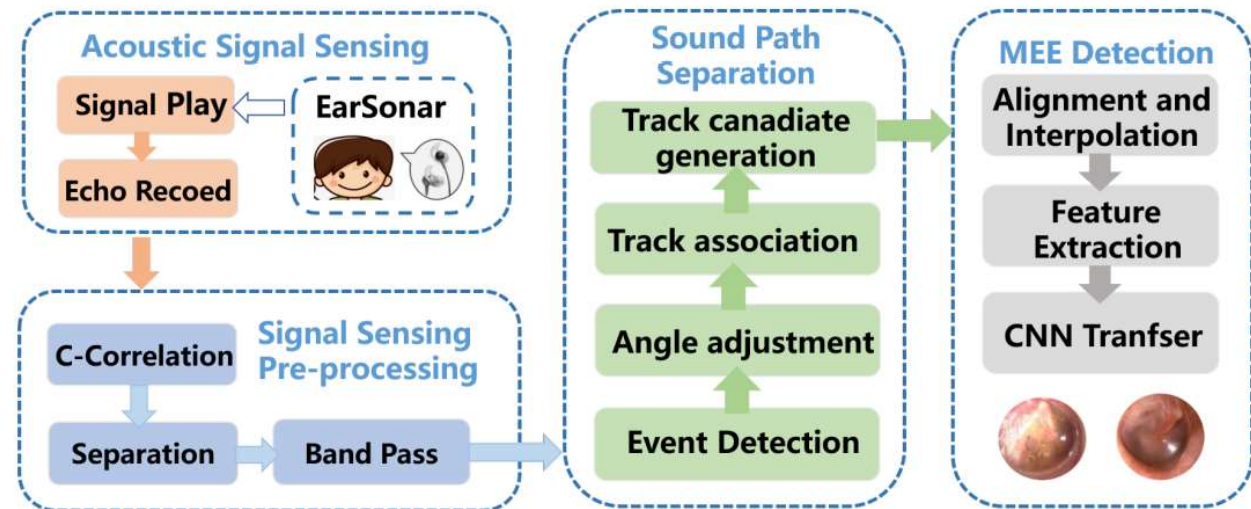 Acoustic Signal Sensing
Signal Play
EarSonar
Echo Recoed
Signal Sensing
Pre-processing
C-Correlation
Separation
Band Pass
Sound Path
Separation
Track canadiate
generation
Track association
Angle adjustment
Event Detection
MEE Detection
Alignment and
Interpolation
Feature
Extraction
CNN Tranfser